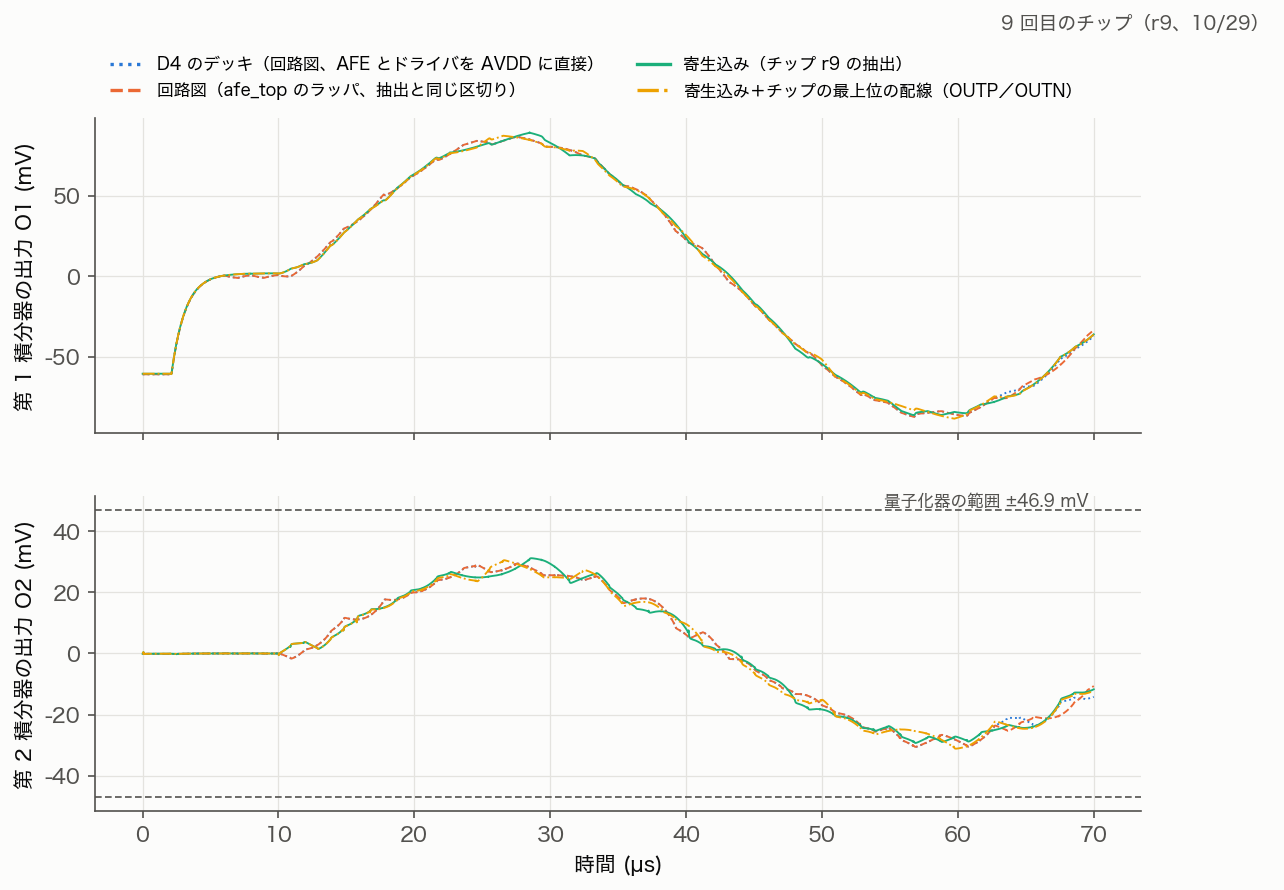 9 回目のチップ（r9、10/29）
D4 のデッキ（回路図、AFE とドライバを AVDD に直接）
回路図（afe_top のラッパ、抽出と同じ区切り）
寄生込み（チップ r9 の抽出）
寄生込み＋チップの最上位の配線（OUTP／OUTN）
第 1 積分器の出力 O1 (mV)
50
0
-50
第 2 積分器の出力 O2 (mV)
量子化器の範囲 ±46.9 mV
40
20
0
-20
-40
0 10 20 30 40 50 60 70
時間 (μs)